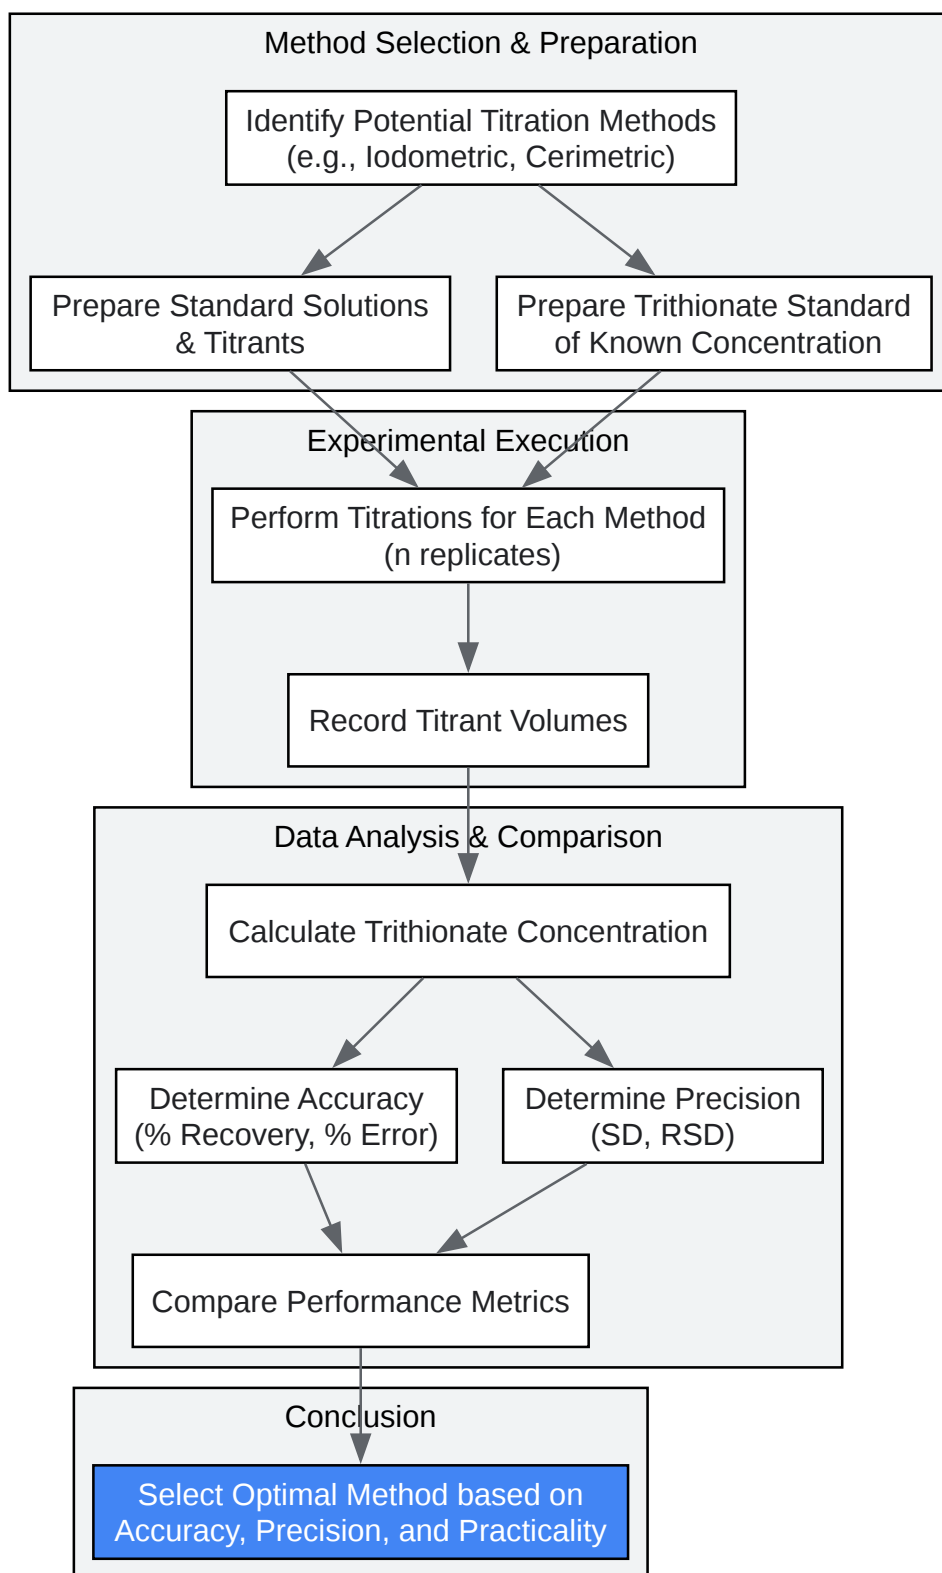 Method Selection & Preparation
Identify Potential Titration Methods
(e.g., Iodometric, Cerimetric)
Prepare Standard Solutions
& Titrants
Prepare Trithionate Standard
of Known Concentration
Experimental Execution
Perform Titrations for Each Method
(n replicates)
Record Titrant Volumes
Data Analysis & Comparison
Calculate Trithionate Concentration
Determine Accuracy
(% Recovery, % Error)
Determine Precision
(SD, RSD)
Compare Performance Metrics
Conclusion
Select Optimal Method based on
Accuracy, Precision, and Practicality